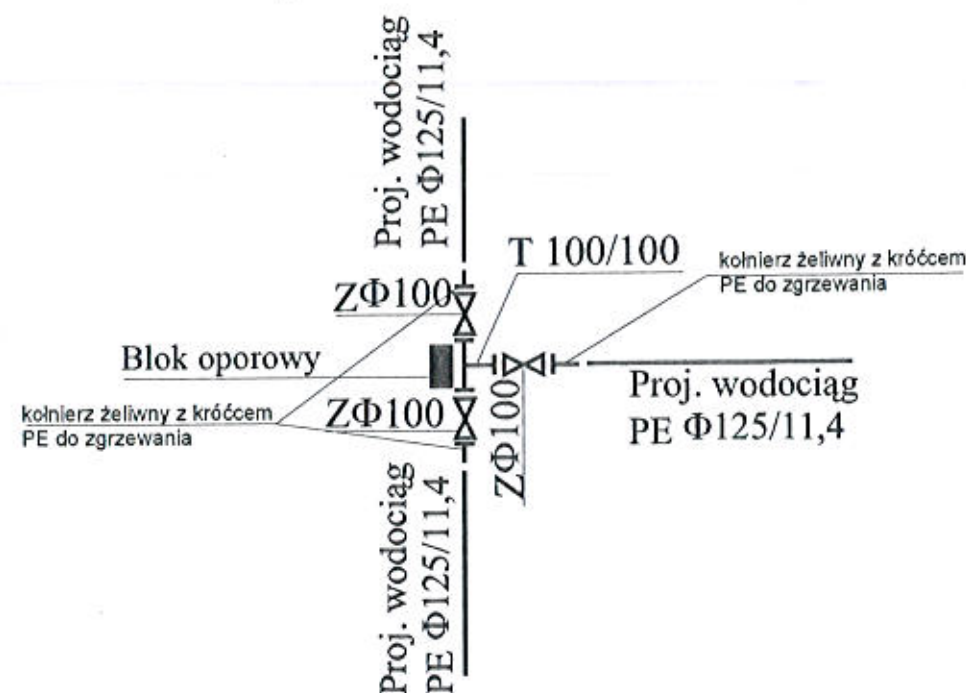 Proj. wodociąg
PE Φ125/11,4
T 100/100
kołnierz żeliwny z króćcem
PE do zgrzewania
ZΦ100
Blok oporowy
Proj. wodociąg
PE Φ125/11,4
kołnierz żeliwny z króćcem
PE do zgrzewania
ZΦ100
ZΦ100
Proj. wodociąg
PE Φ125/11,4